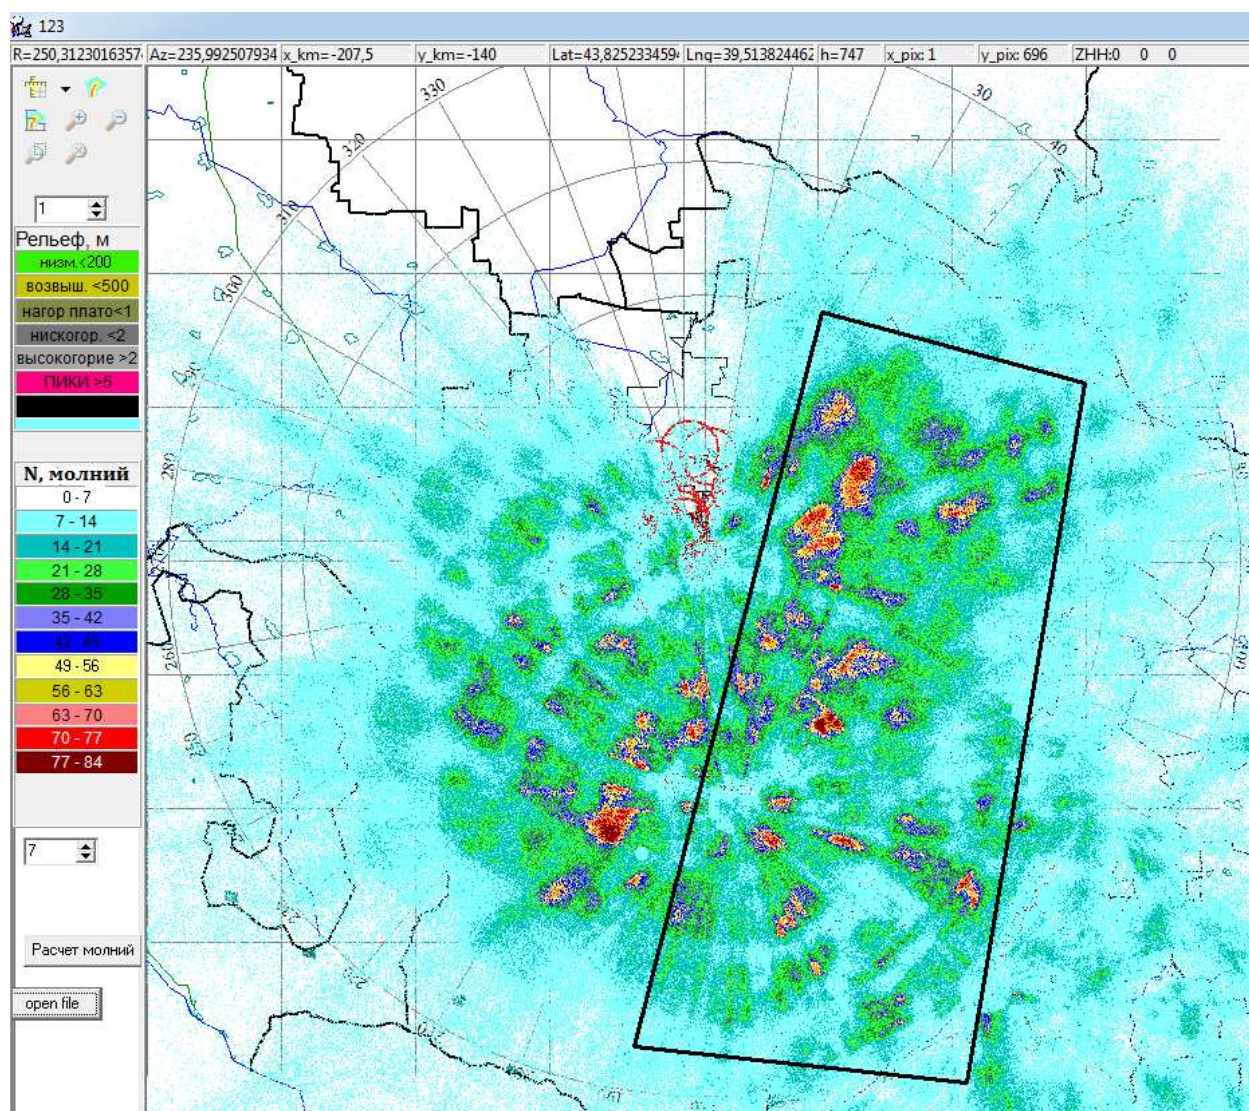 123
R=250,3123016357 Az=235,992507934 x_km=-207,5 y_km=-140 Lat=43,8252334594 Lng=39,513824462 h=747 x_pix: 1 y_pix: 696 ZHH:0 0 0
1
Рельеф, м
низм.<200
возвыш. <500
нагор плато<1
нискогор. <2
высокогорие >2
ПИКИ >5
N, молний
0 - 7
7 - 14
14 - 21
21 - 28
28 - 35
35 - 42
49 - 56
56 - 63
63 - 70
70 - 77
77 - 84
7
Расчет молний
open file
330
30
320
40
310
300
280
260